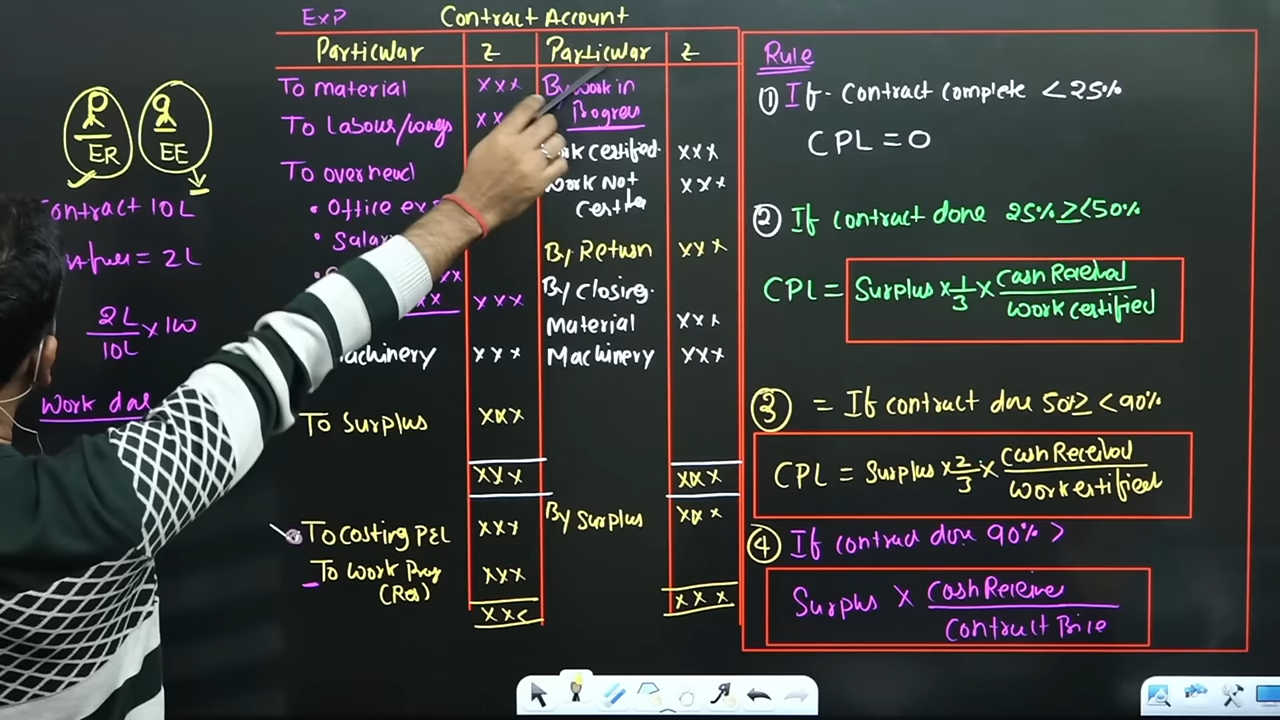 ExP Contract Account
Particular ₹ Particular ₹
To material xxx By Work in
Progress
To Labour/wages xx
Work Certified xxx
To overhead Work Not xxx
Certified
• Office ex
• Sala
By Return xxx
xx
xx xxx
By Closing.
Material xxx
Machinery xxx Machinery xxx
To Surplus xxx
xxx xxx
To Costing P&L xxx By Surplus xxx
To Work Prog xxx
(Res)
xxx xxx
P
ER
q
EE
Contract 10L
= 2L
2L
10L
x 100
Work
Rule
① If Contract complete < 25%
CPL = 0
② If contract done 25% ≥ < 50%
CPL = Surplus x 1/3 x Cash Received
Work certified
③ = If contract done 50% ≥ < 90%
CPL = Surplus x 2/3 x Cash Received
Work certified
④ If contract done 90% >
Surplus x Cash Receive
Contract Price